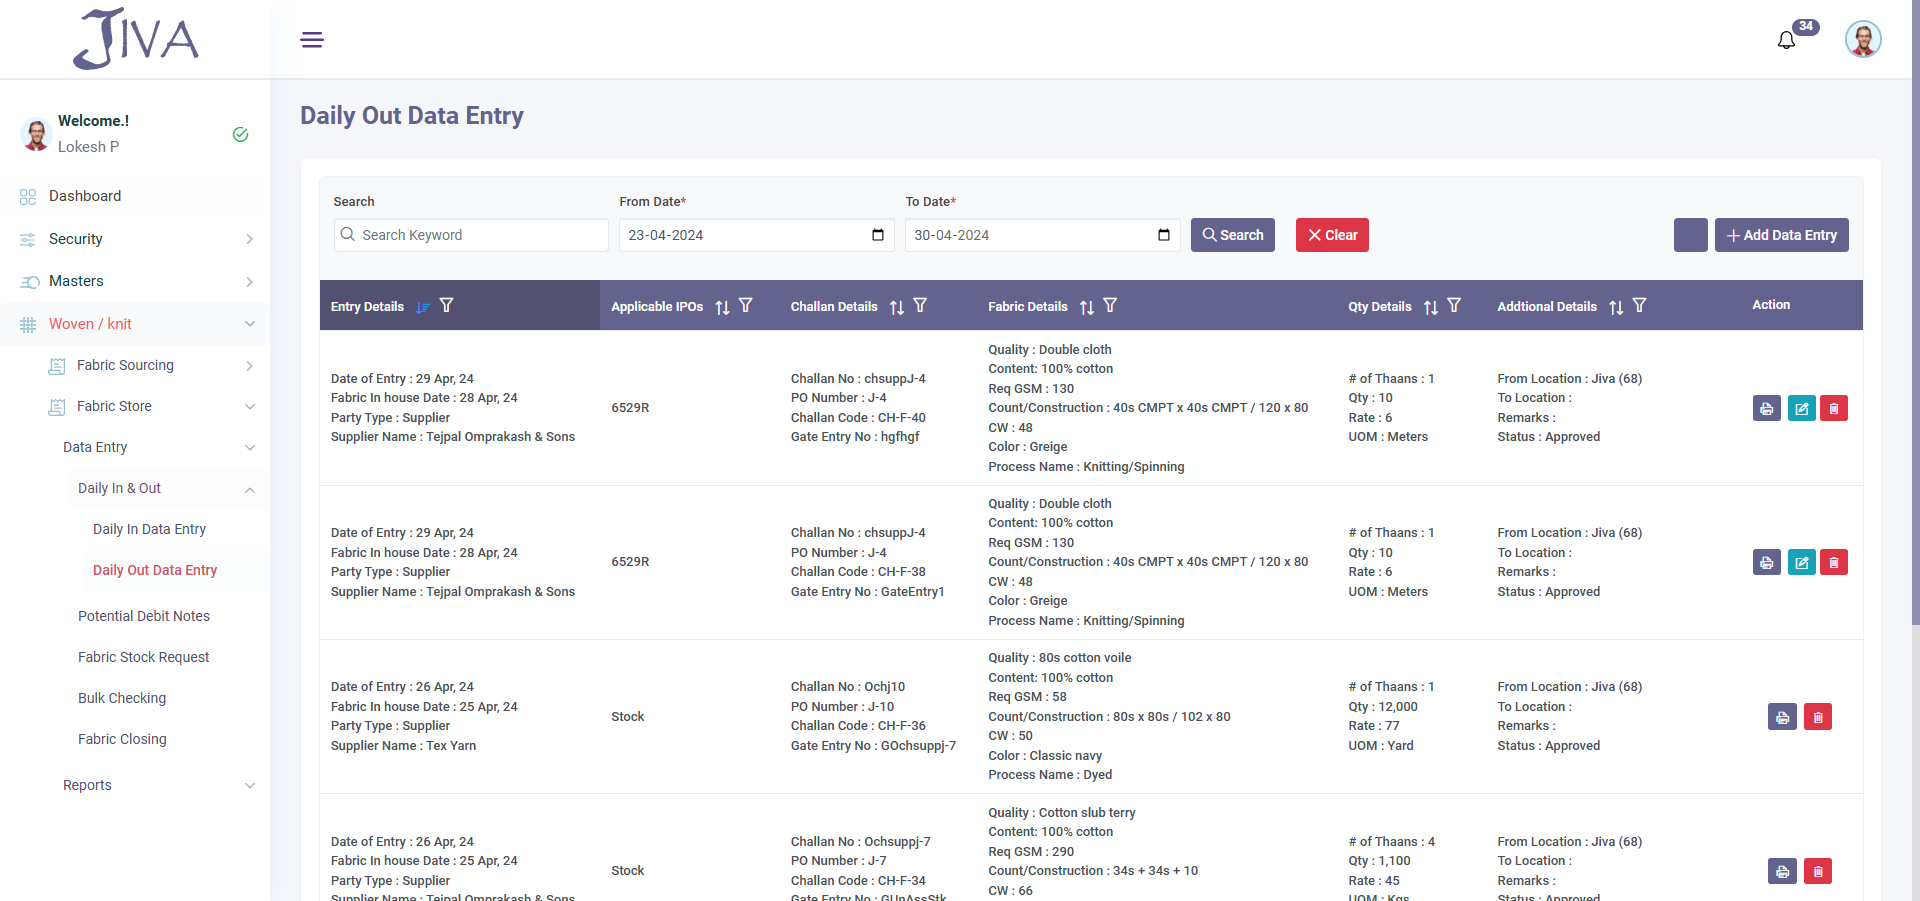 JIVA
34
Welcome.!
Lokesh P
Dashboard
Security
Masters
Woven / knit
Fabric Sourcing
Fabric Store
Data Entry
Daily In & Out
Daily In Data Entry
Daily Out Data Entry
Potential Debit Notes
Fabric Stock Request
Bulk Checking
Fabric Closing
Reports
Daily Out Data Entry
Search
From Date*
To Date*
Search Keyword
23-04-2024
30-04-2024
Search
Clear
Add Data Entry
Entry Details
Applicable IPOs
Challan Details
Fabric Details
Qty Details
Addtional Details
Action
Date of Entry : 29 Apr, 24
Fabric In house Date : 28 Apr, 24
Party Type : Supplier
Supplier Name : Tejpal Omprakash & Sons
6529R
Challan No : chsuppJ-4
PO Number : J-4
Challan Code : CH-F-40
Gate Entry No : hgfhgf
Quality : Double cloth
Content: 100% cotton
Req GSM : 130
Count/Construction : 40s CMPT x 40s CMPT / 120 x 80
CW : 48
Color : Greige
Process Name : Knitting/Spinning
# of Thaans : 1
Qty : 10
Rate : 6
UOM : Meters
From Location : Jiva (68)
To Location :
Remarks :
Status : Approved
Date of Entry : 29 Apr, 24
Fabric In house Date : 28 Apr, 24
Party Type : Supplier
Supplier Name : Tejpal Omprakash & Sons
6529R
Challan No : chsuppJ-4
PO Number : J-4
Challan Code : CH-F-38
Gate Entry No : GateEntry1
Quality : Double cloth
Content: 100% cotton
Req GSM : 130
Count/Construction : 40s CMPT x 40s CMPT / 120 x 80
CW : 48
Color : Greige
Process Name : Knitting/Spinning
# of Thaans : 1
Qty : 10
Rate : 6
UOM : Meters
From Location : Jiva (68)
To Location :
Remarks :
Status : Approved
Date of Entry : 26 Apr, 24
Fabric In house Date : 25 Apr, 24
Party Type : Supplier
Supplier Name : Tex Yarn
Stock
Challan No : Ochj10
PO Number : J-10
Challan Code : CH-F-36
Gate Entry No : GOchsuppj-7
Quality : 80s cotton voile
Content: 100% cotton
Req GSM : 58
Count/Construction : 80s x 80s / 102 x 80
CW : 50
Color : Classic navy
Process Name : Dyed
# of Thaans : 1
Qty : 12,000
Rate : 77
UOM : Yard
From Location : Jiva (68)
To Location :
Remarks :
Status : Approved
Date of Entry : 26 Apr, 24
Fabric In house Date : 25 Apr, 24
Party Type : Supplier
Supplier Name : Tejpal Omprakash & Sons
Stock
Challan No : Ochsuppj-7
PO Number : J-7
Challan Code : CH-F-34
Gate Entry No : GUnAssStk
Quality : Cotton slub terry
Content: 100% cotton
Req GSM : 290
Count/Construction : 34s + 34s + 10
CW : 66
# of Thaans : 4
Qty : 1,100
Rate : 45
UOM : Kgs
From Location : Jiva (68)
To Location :
Remarks :
Status : Approved